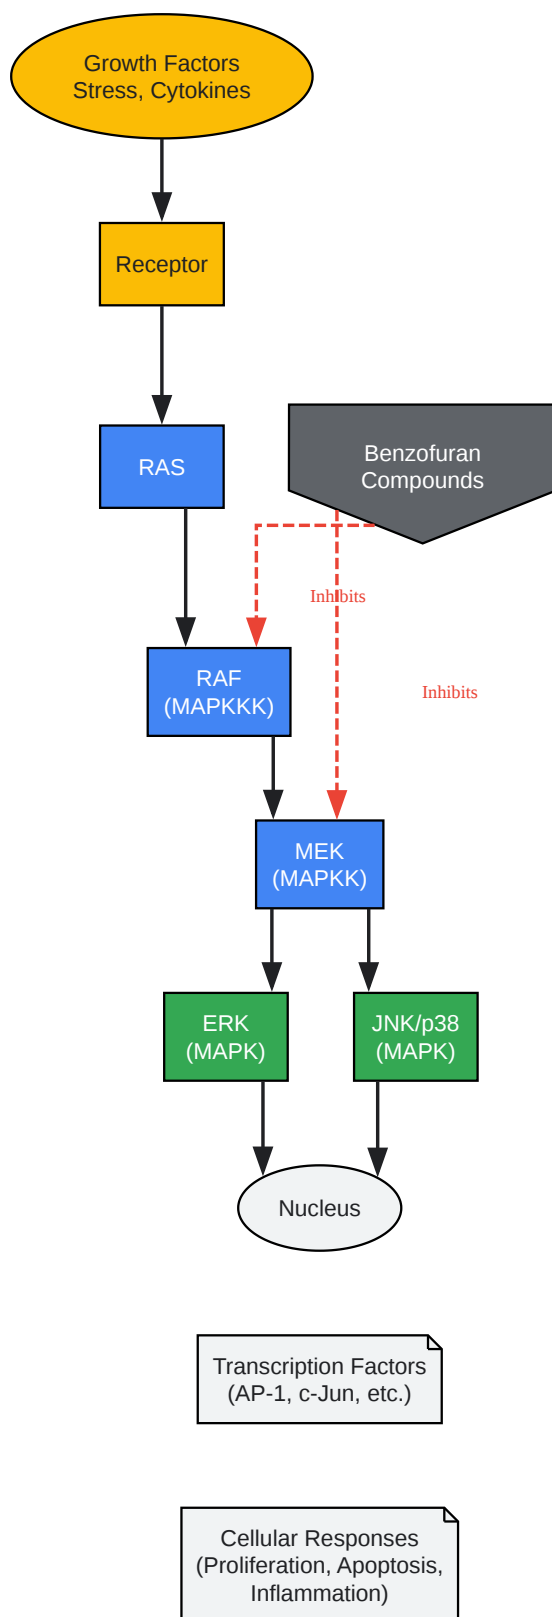 Growth Factors
Stress, Cytokines
Receptor
RAS
Benzofuran
Compounds
Inhibits
RAF
(MAPKKK)
Inhibits
MEK
(MAPKK)
ERK
(MAPK)
JNK/p38
(MAPK)
Nucleus
Transcription Factors
(AP-1, c-Jun, etc.)
Cellular Responses
(Proliferation, Apoptosis,
Inflammation)